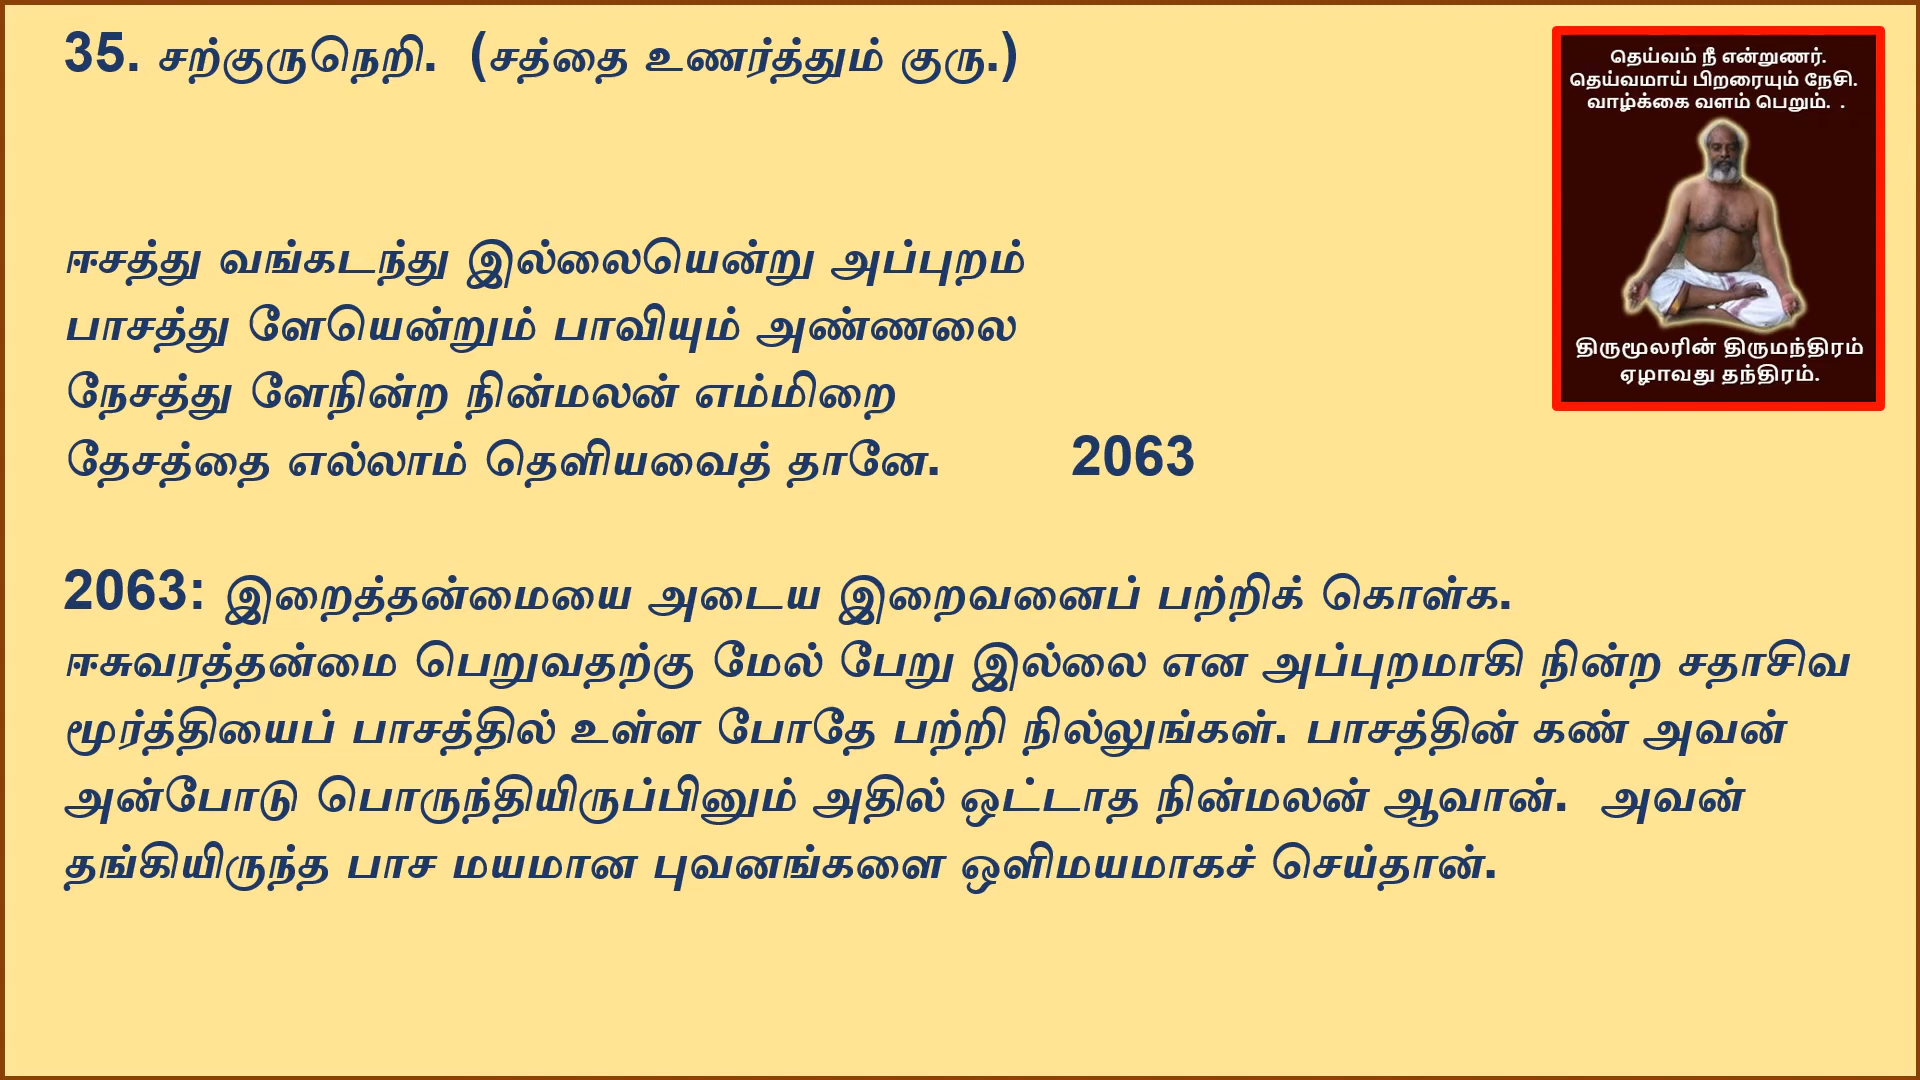 35. சற்குருநெறி. (சத்தை உணர்த்தும் குரு.)
தெய்வம் நீ என்றுணர்.
தெய்வமாய் பிறரையும் நேசி.
வாழ்க்கை வளம் பெறும். .
திருமூலரின் திருமந்திரம்
ஏழாவது தந்திரம்.
ஈசத்து வங்கடந்து இல்லையென்று அப்புறம்
பாசத்து ளேயென்றும் பாவியும் அண்ணலை
நேசத்து ளேநின்ற நின்மலன் எம்மிறை
தேசத்தை எல்லாம் தெளியவைத் தானே. 2063
2063: இறைத்தன்மையை அடைய இறைவனைப் பற்றிக் கொள்க.
ஈசுவரத்தன்மை பெறுவதற்கு மேல் பேறு இல்லை என அப்புறமாகி நின்ற சதாசிவ
மூர்த்தியைப் பாசத்தில் உள்ள போதே பற்றி நில்லுங்கள். பாசத்தின் கண் அவன்
அன்போடு பொருந்தியிருப்பினும் அதில் ஒட்டாத நின்மலன் ஆவான். அவன்
தங்கியிருந்த பாச மயமான புவனங்களை ஒளிமயமாகச் செய்தான்.